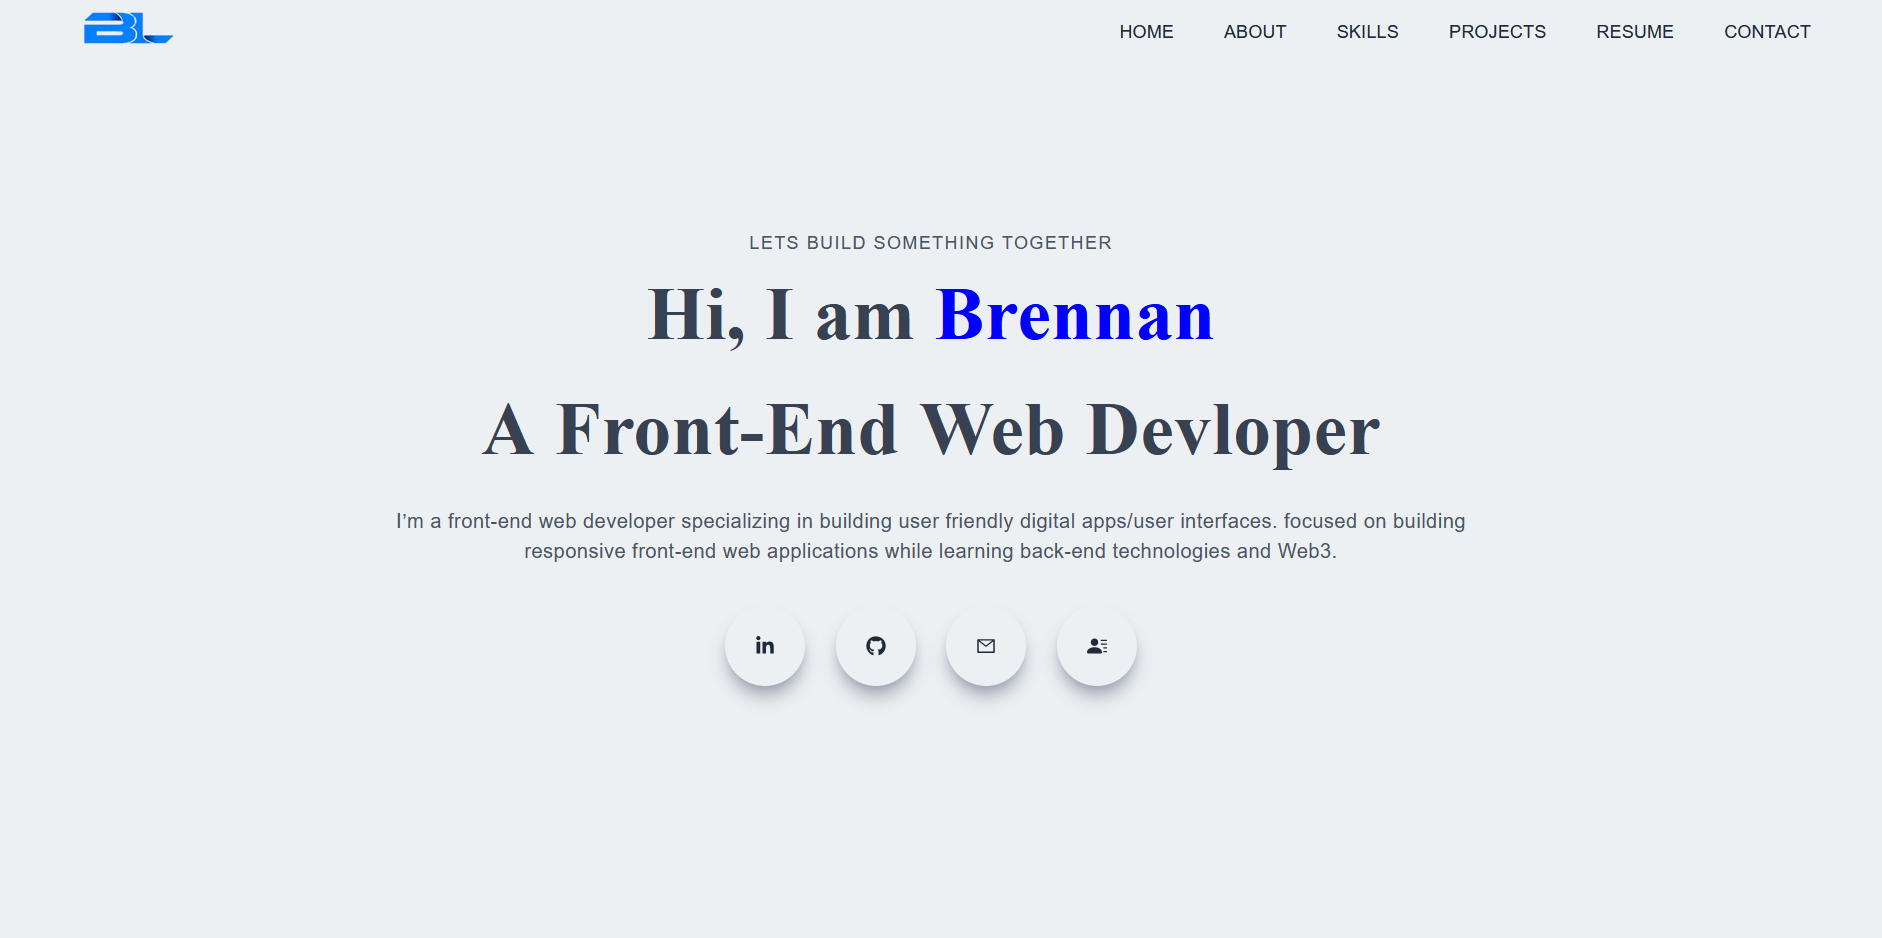 BL
HOME ABOUT SKILLS PROJECTS RESUME CONTACT
LETS BUILD SOMETHING TOGETHER
Hi, I am Brennan
A Front-End Web Devloper
I’m a front-end web developer specializing in building user friendly digital apps/user interfaces. focused on building
responsive front-end web applications while learning back-end technologies and Web3.
in